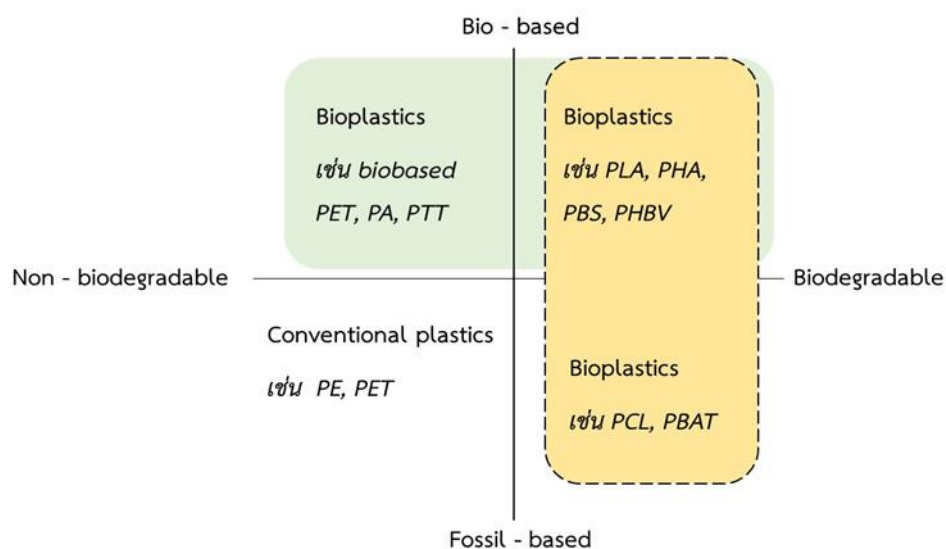 Bio - based
Bioplastics
เช่น biobased
PET, PA, PTT
Bioplastics
เช่น PLA, PHA,
PBS, PHBV
Non - biodegradable
Biodegradable
Conventional plastics
เช่น PE, PET
Bioplastics
เช่น PCL, PBAT
Fossil - based